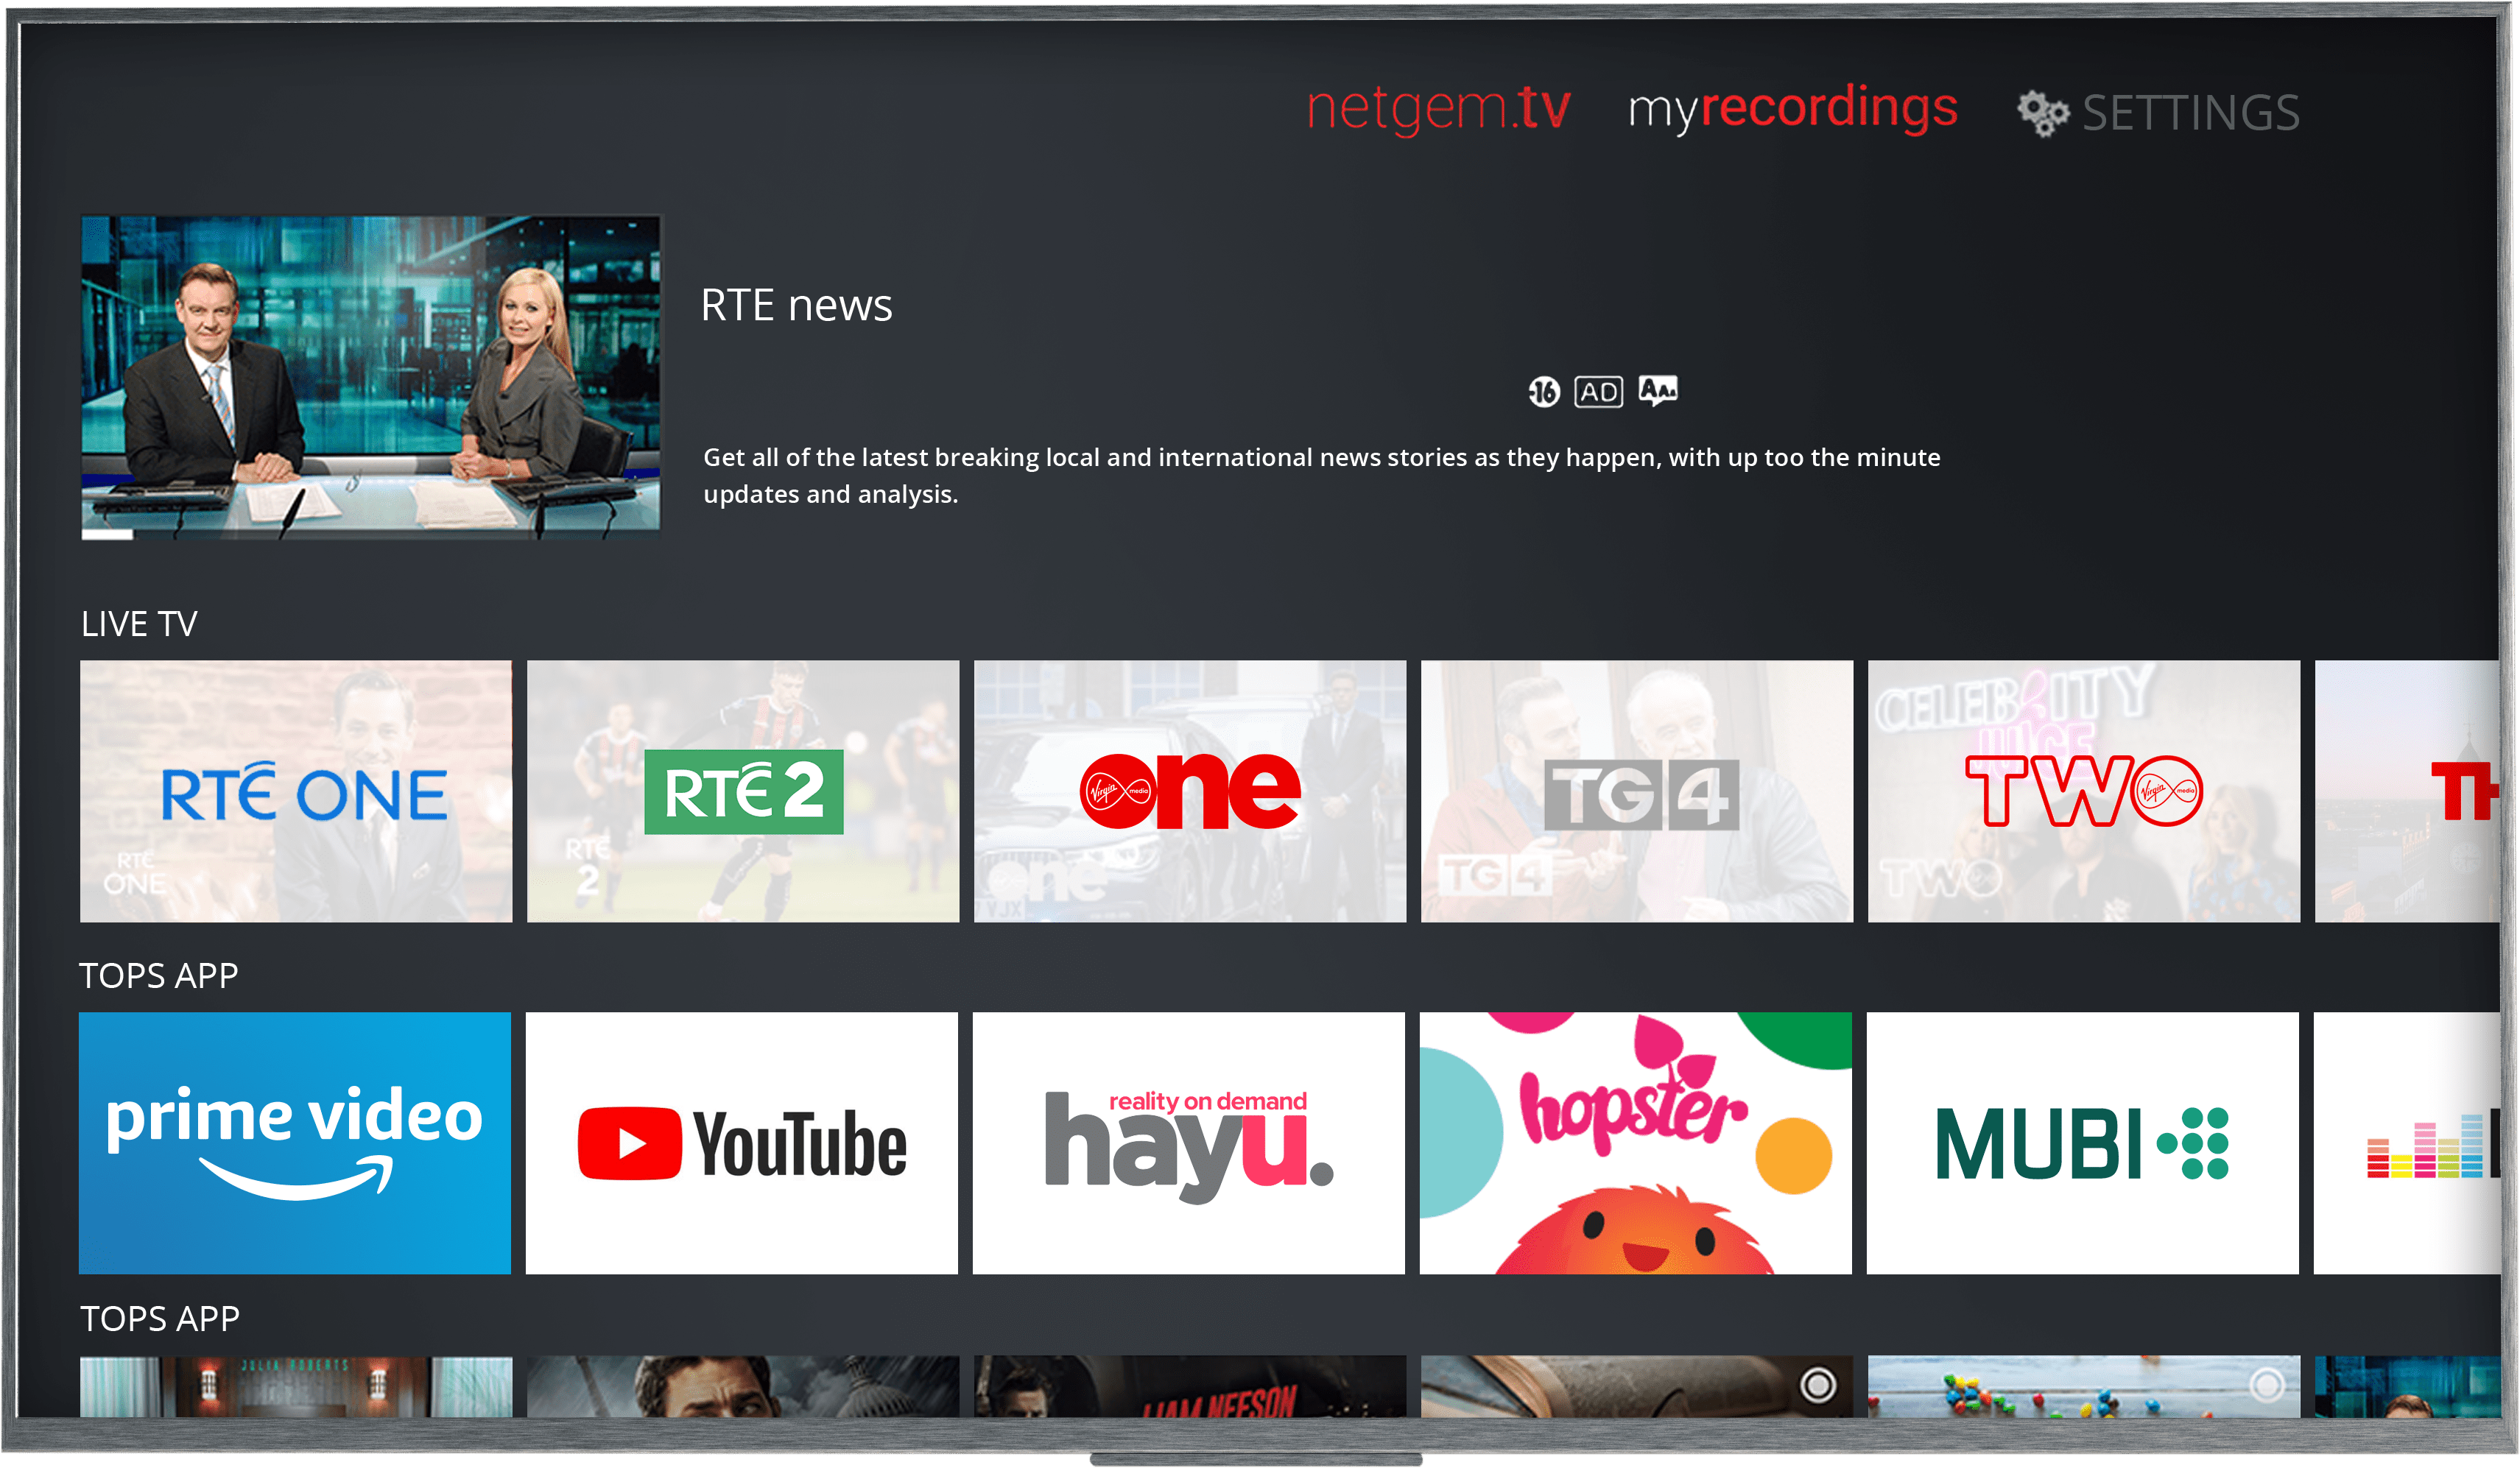 netgem.tv myrecordings SETTINGS
RTE news
-16 AD AA.
Get all of the latest breaking local and international news stories as they happen, with up too the minute
updates and analysis.
LIVE TV
RTÉ ONE
RTÉ
ONE
RTÉ 2
RTÉ
2
Virgin media one
one
TG4
TG4
CELEBRITY
JUICE
TWO Virgin media
TWO
TOPS APP
prime video
YouTube
reality on demand
hayu.
hopster
MUBI
TOPS APP
JULIA ROBERTS
LIAM NEESON